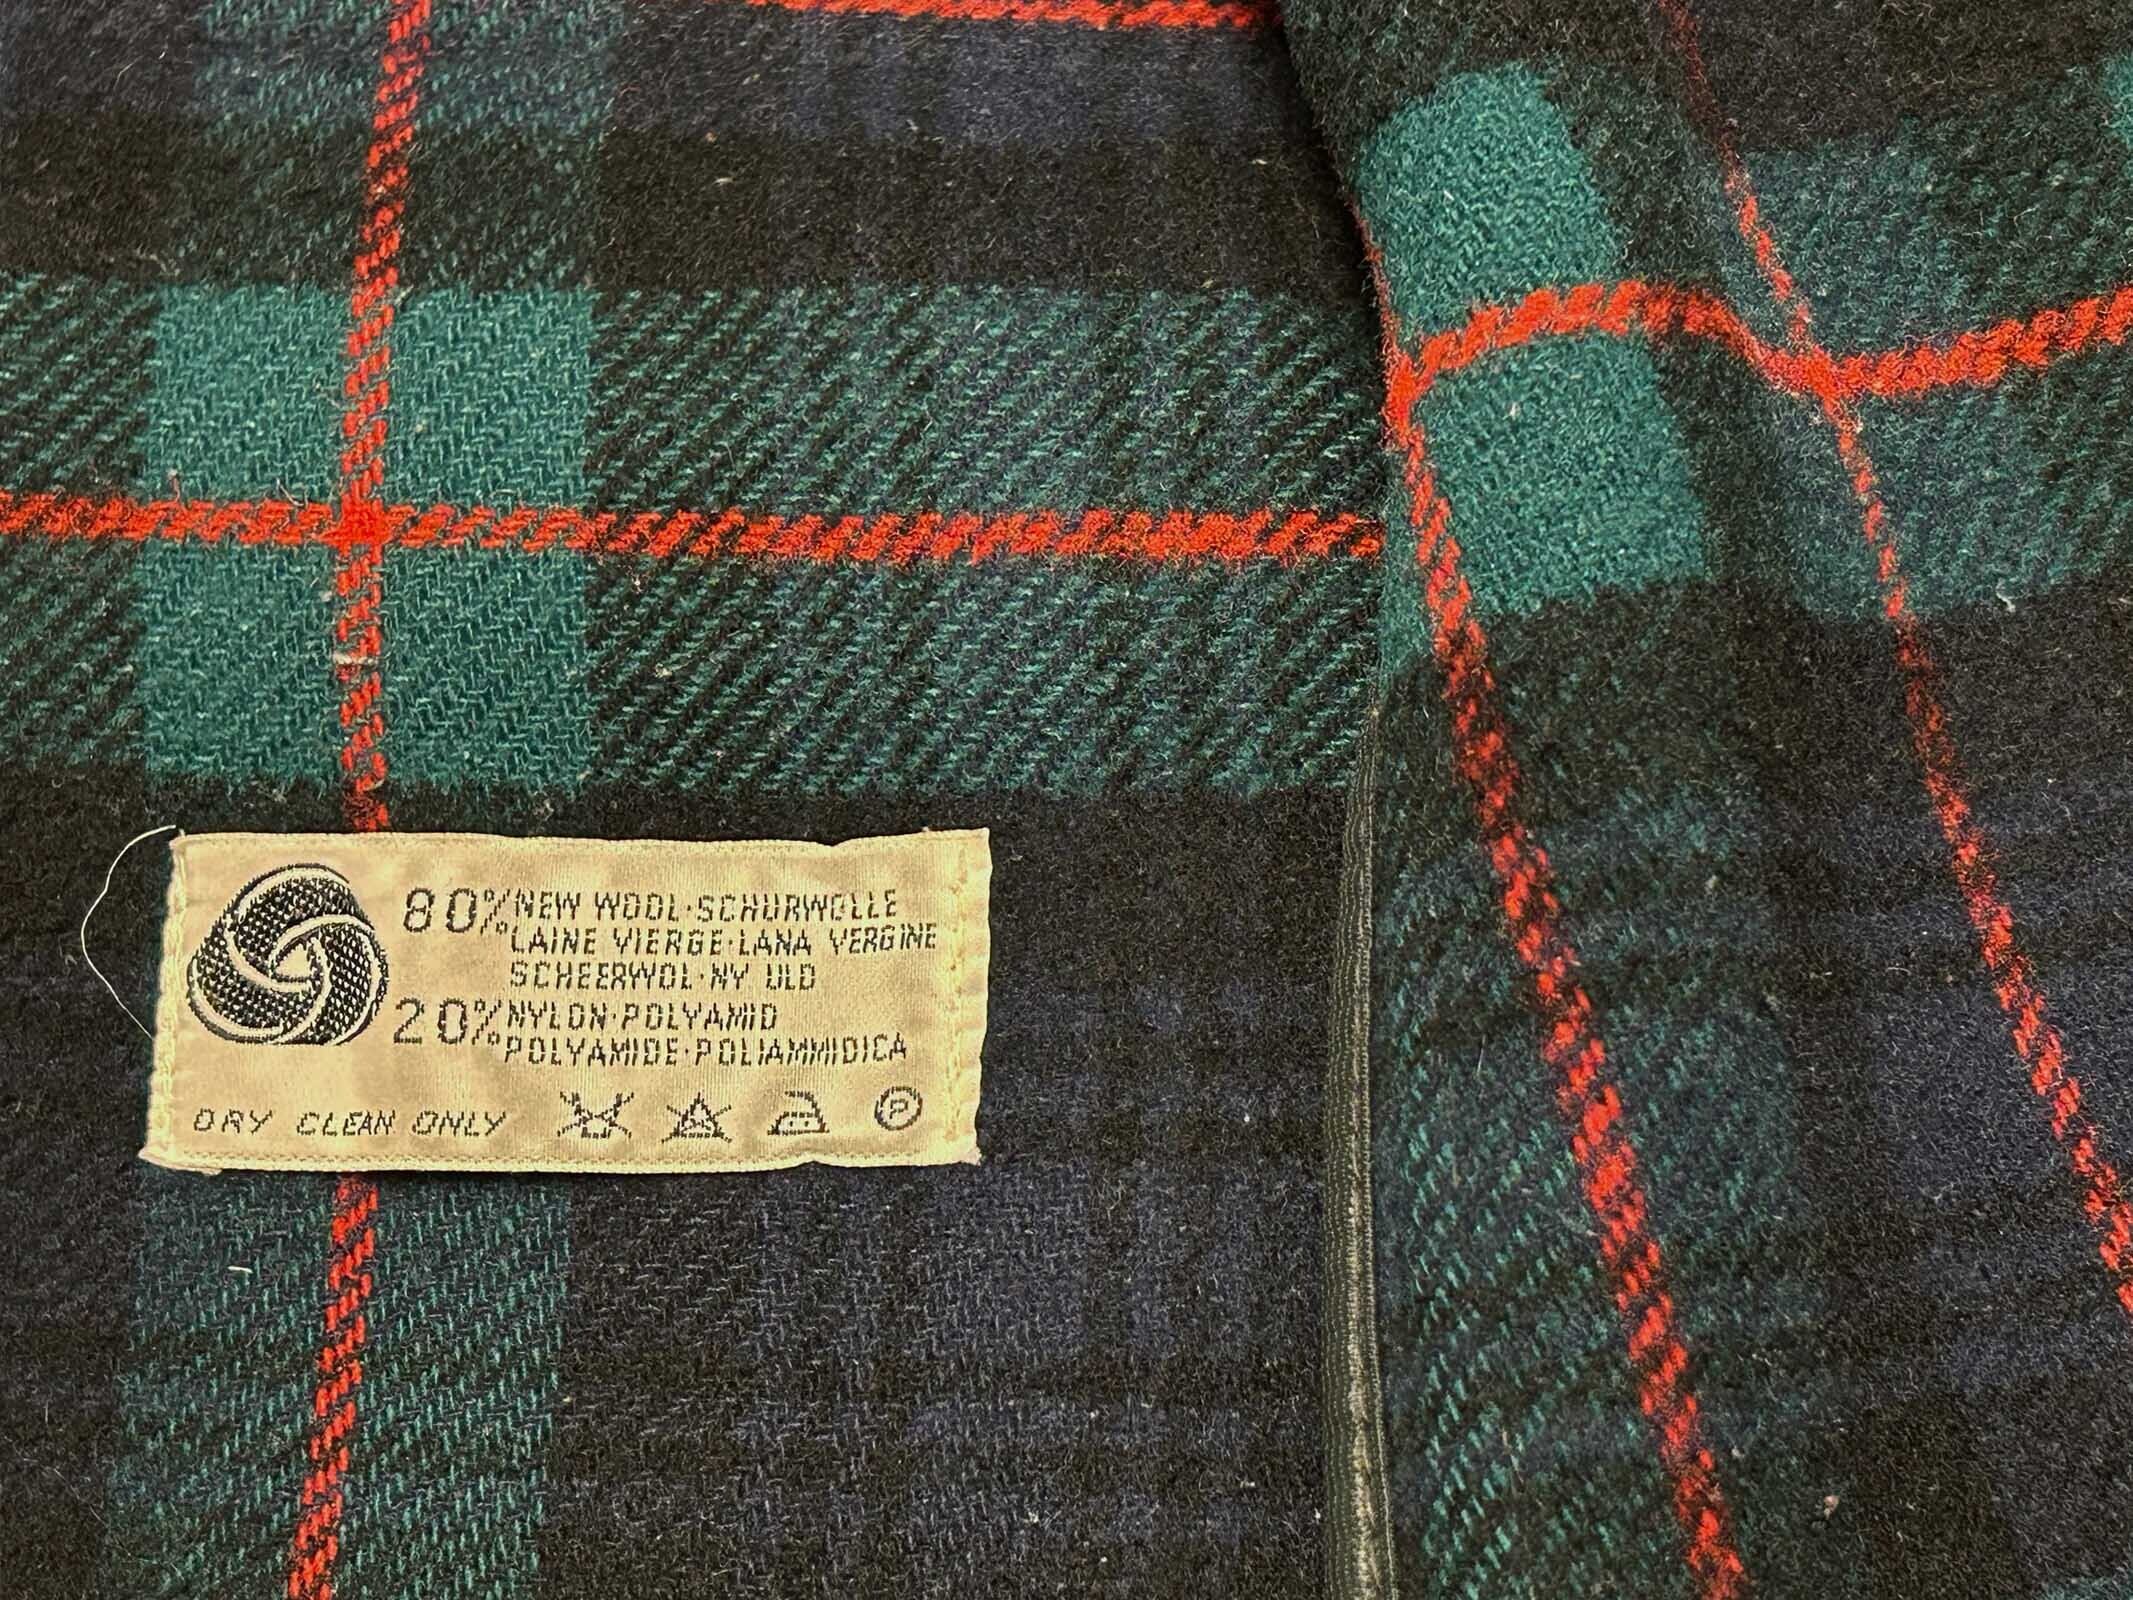 80% NEW WOOL·SCHURWOLLE
LAINE VIERGE·LANA VERGINE
SCHEERWOL·NY ULD
20% NYLON·POLYAMID
POLYAMIDE·POLIAMMIDICA
DRY CLEAN ONLY P